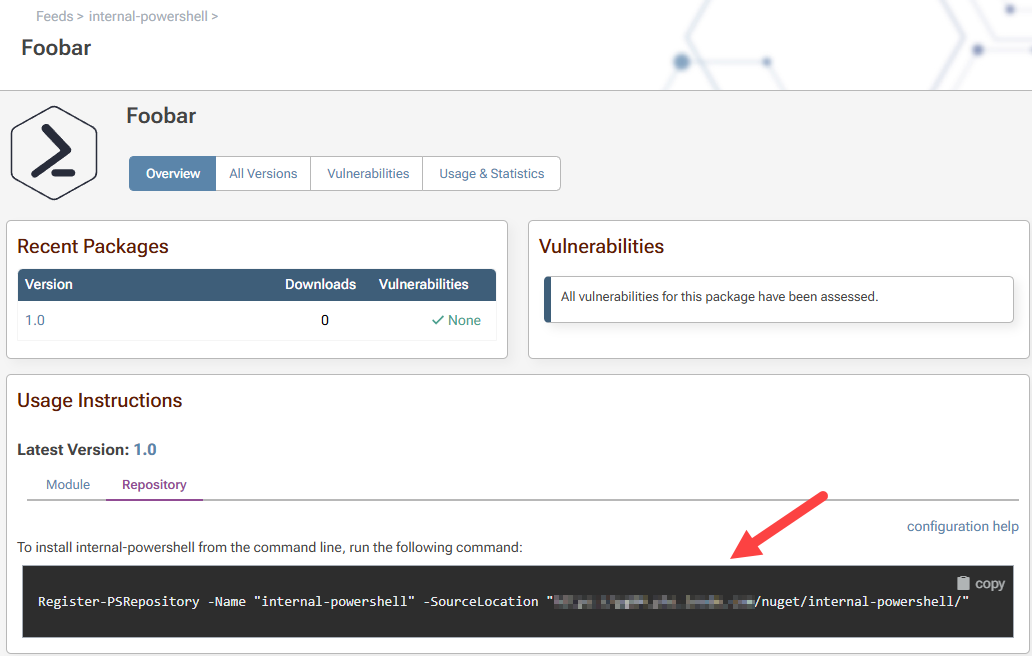 Feeds > internal-powershell >
Foobar
Foobar
Overview All Versions Vulnerabilities Usage & Statistics
Recent Packages
Version Downloads Vulnerabilities
1.0 0 None
Vulnerabilities
All vulnerabilities for this package have been assessed.
Usage Instructions
Latest Version: 1.0
Module Repository
configuration help
To install internal-powershell from the command line, run the following command:
copy
Register-PSRepository -Name "internal-powershell" -SourceLocation " /nuget/internal-powershell/"